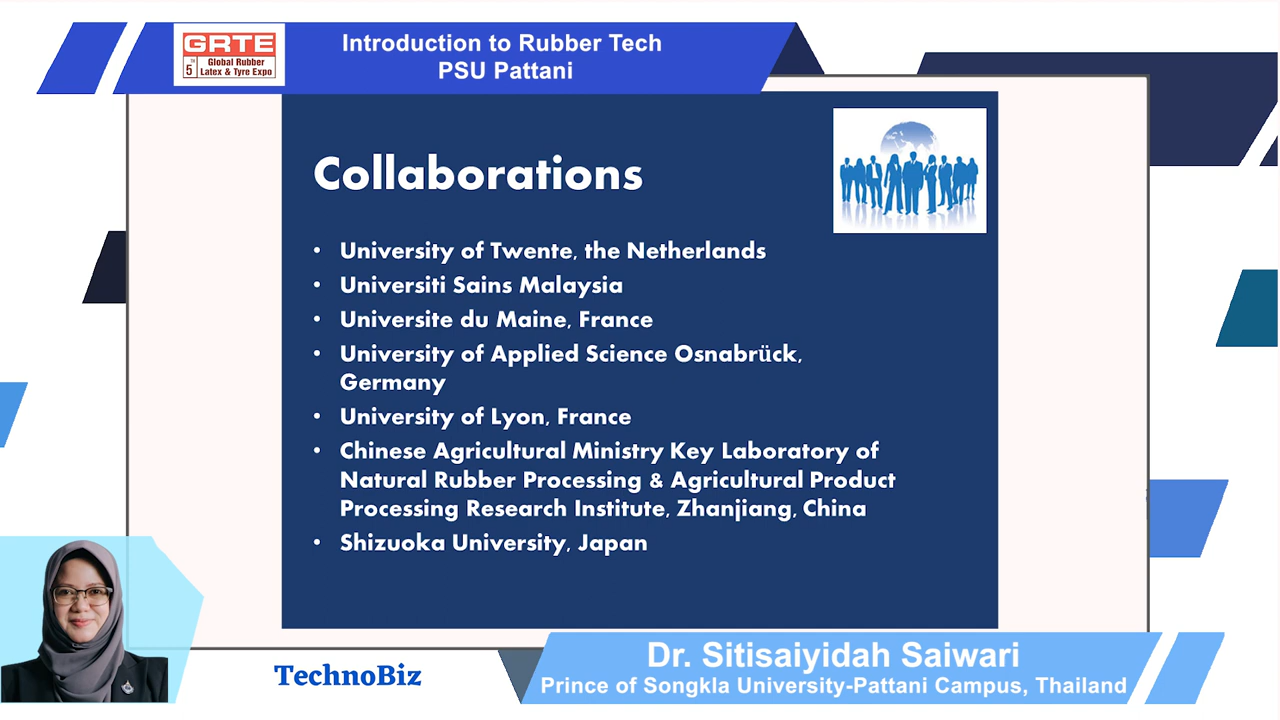 GRTE
5
Global Rubber
Latex & Tyre Expo
Introduction to Rubber Tech
PSU Pattani
Collaborations
• University of Twente, the Netherlands
• Universiti Sains Malaysia
• Universite du Maine, France
• University of Applied Science Osnabrück,
Germany
• University of Lyon, France
• Chinese Agricultural Ministry Key Laboratory of
Natural Rubber Processing & Agricultural Product
Processing Research Institute, Zhanjiang, China
• Shizuoka University, Japan
TechnoBiz
Dr. Sitisaiyidah Saiwari
Prince of Songkla University-Pattani Campus, Thailand